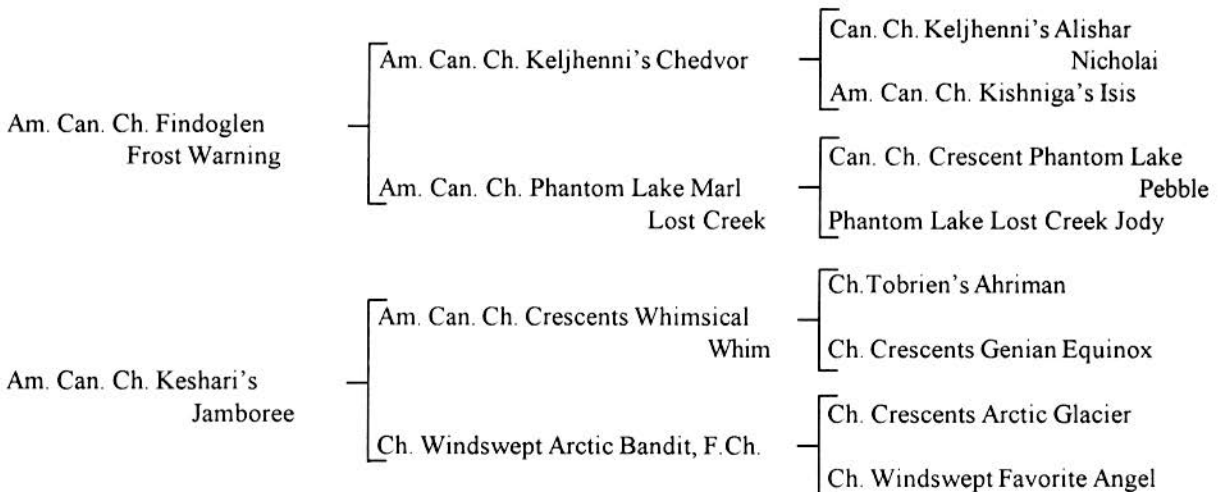 Can. Ch. Keljhenni's Alishar
Nicholai
Am. Can. Ch. Keljhenni's Chedvor
Am. Can. Ch. Kishniga's Isis
Am. Can. Ch. Findoglen
Frost Warning
Can. Ch. Crescent Phantom Lake
Pebble
Am. Can. Ch. Phantom Lake Marl
Lost Creek
Phantom Lake Lost Creek Jody
Ch.Tobrien's Ahriman
Am. Can. Ch. Crescents Whimsical
Whim
Ch. Crescents Genian Equinox
Am. Can. Ch. Keshari's
Jamboree
Ch. Crescents Arctic Glacier
Ch. Windswept Arctic Bandit, F.Ch.
Ch. Windswept Favorite Angel